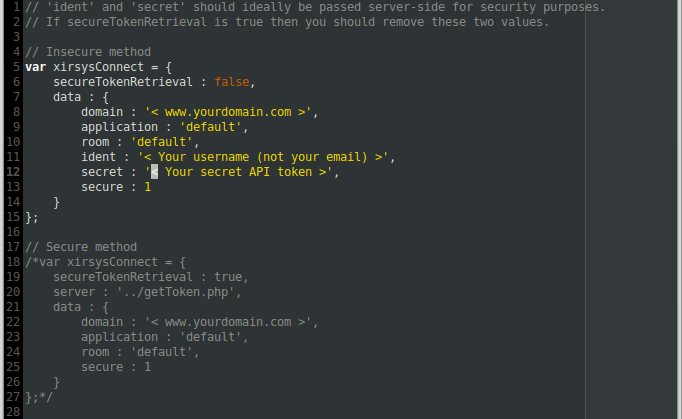 1 // 'ident' and 'secret' should ideally be passed server-side for security purposes.
2 // If secureTokenRetrieval is true then you should remove these two values.
3
4 // Insecure method
5 var xirsysConnect = {
6     secureTokenRetrieval : false,
7     data : {
8         domain : '< www.yourdomain.com >',
9         application : 'default',
10         room : 'default',
11         ident : '< Your username (not your email) >',
12         secret : '< Your secret API token >',
13         secure : 1
14     }
15 };
16
17 // Secure method
18 /*var xirsysConnect = {
19     secureTokenRetrieval : true,
20     server : '../getToken.php',
21     data : {
22         domain : '< www.yourdomain.com >',
23         application : 'default',
24         room : 'default',
25         secure : 1
26     }
27 };*/
28